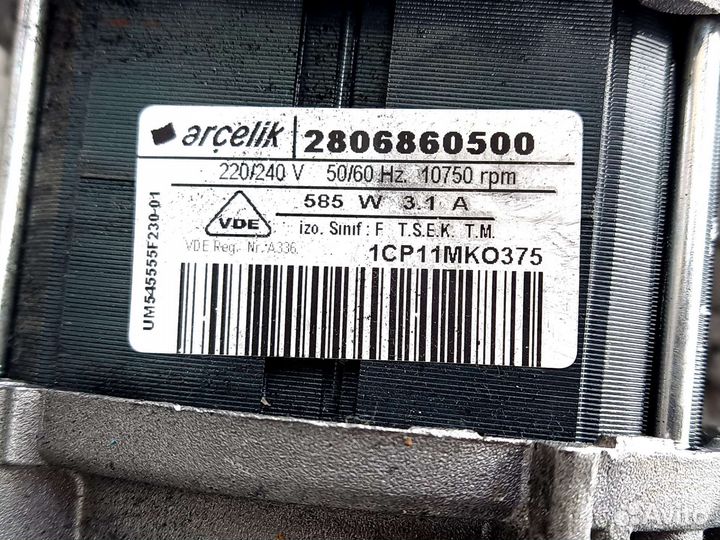 arçelik 2806860500
220/240 V 50/60 Hz. 10750 rpm
585 W 3.1 A
VDE
izo. Sınıf : F T.S.E.K. T.M.
VDE Reg. Nr. A336
1CP11MKO375
UM545555F230-01
Avito